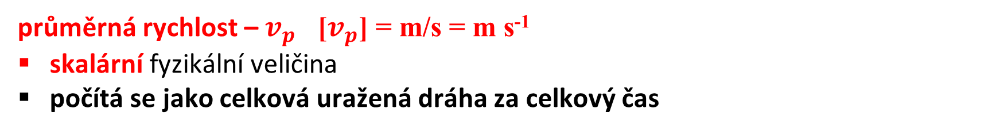 průměrná rychlost – 𝒗𝒑 [𝒗𝒑] = m/s = m s⁻¹
▪ skalární fyzikální veličina
▪ počítá se jako celková uražená dráha za celkový čas